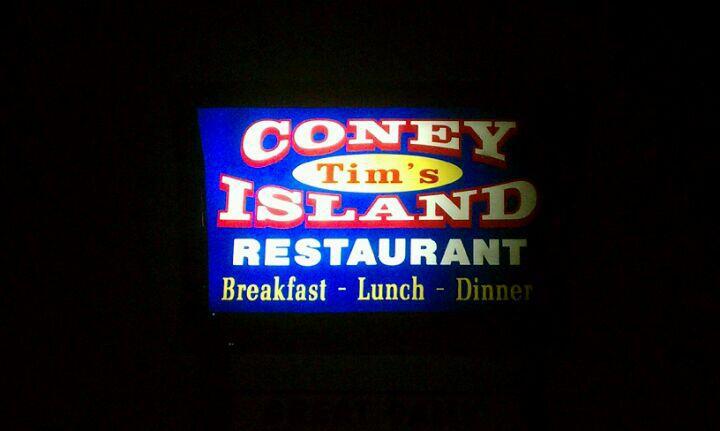 CONEY
Tim's
ISLAND
RESTAURANT
Breakfast - Lunch - Dinner